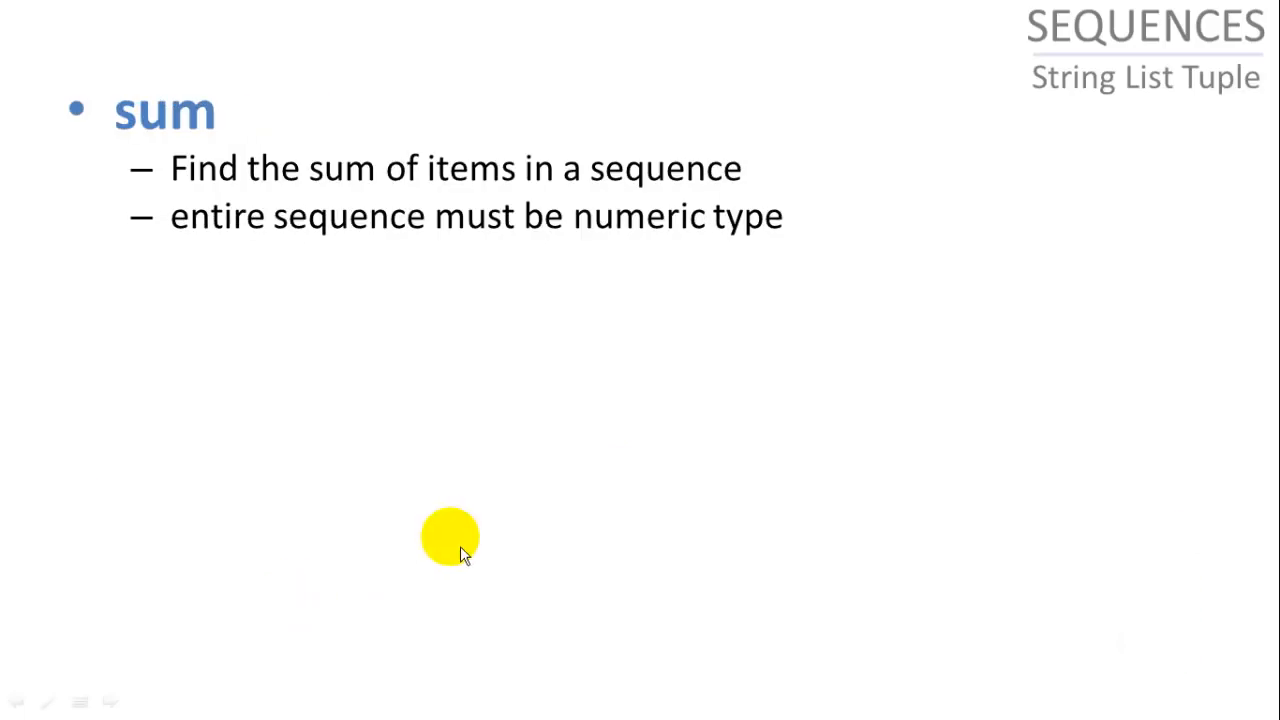 SEQUENCES
String List Tuple
• sum
– Find the sum of items in a sequence
– entire sequence must be numeric type